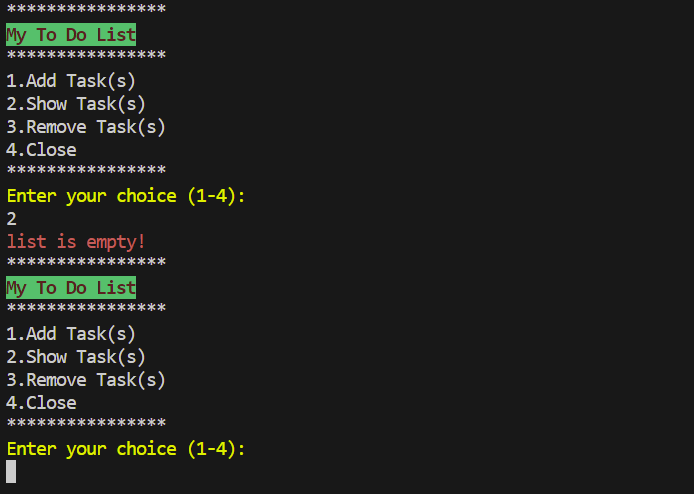 ****************
My To Do List
****************
1.Add Task(s)
2.Show Task(s)
3.Remove Task(s)
4.Close
****************
Enter your choice (1-4):
2
list is empty!
****************
My To Do List
****************
1.Add Task(s)
2.Show Task(s)
3.Remove Task(s)
4.Close
****************
Enter your choice (1-4):